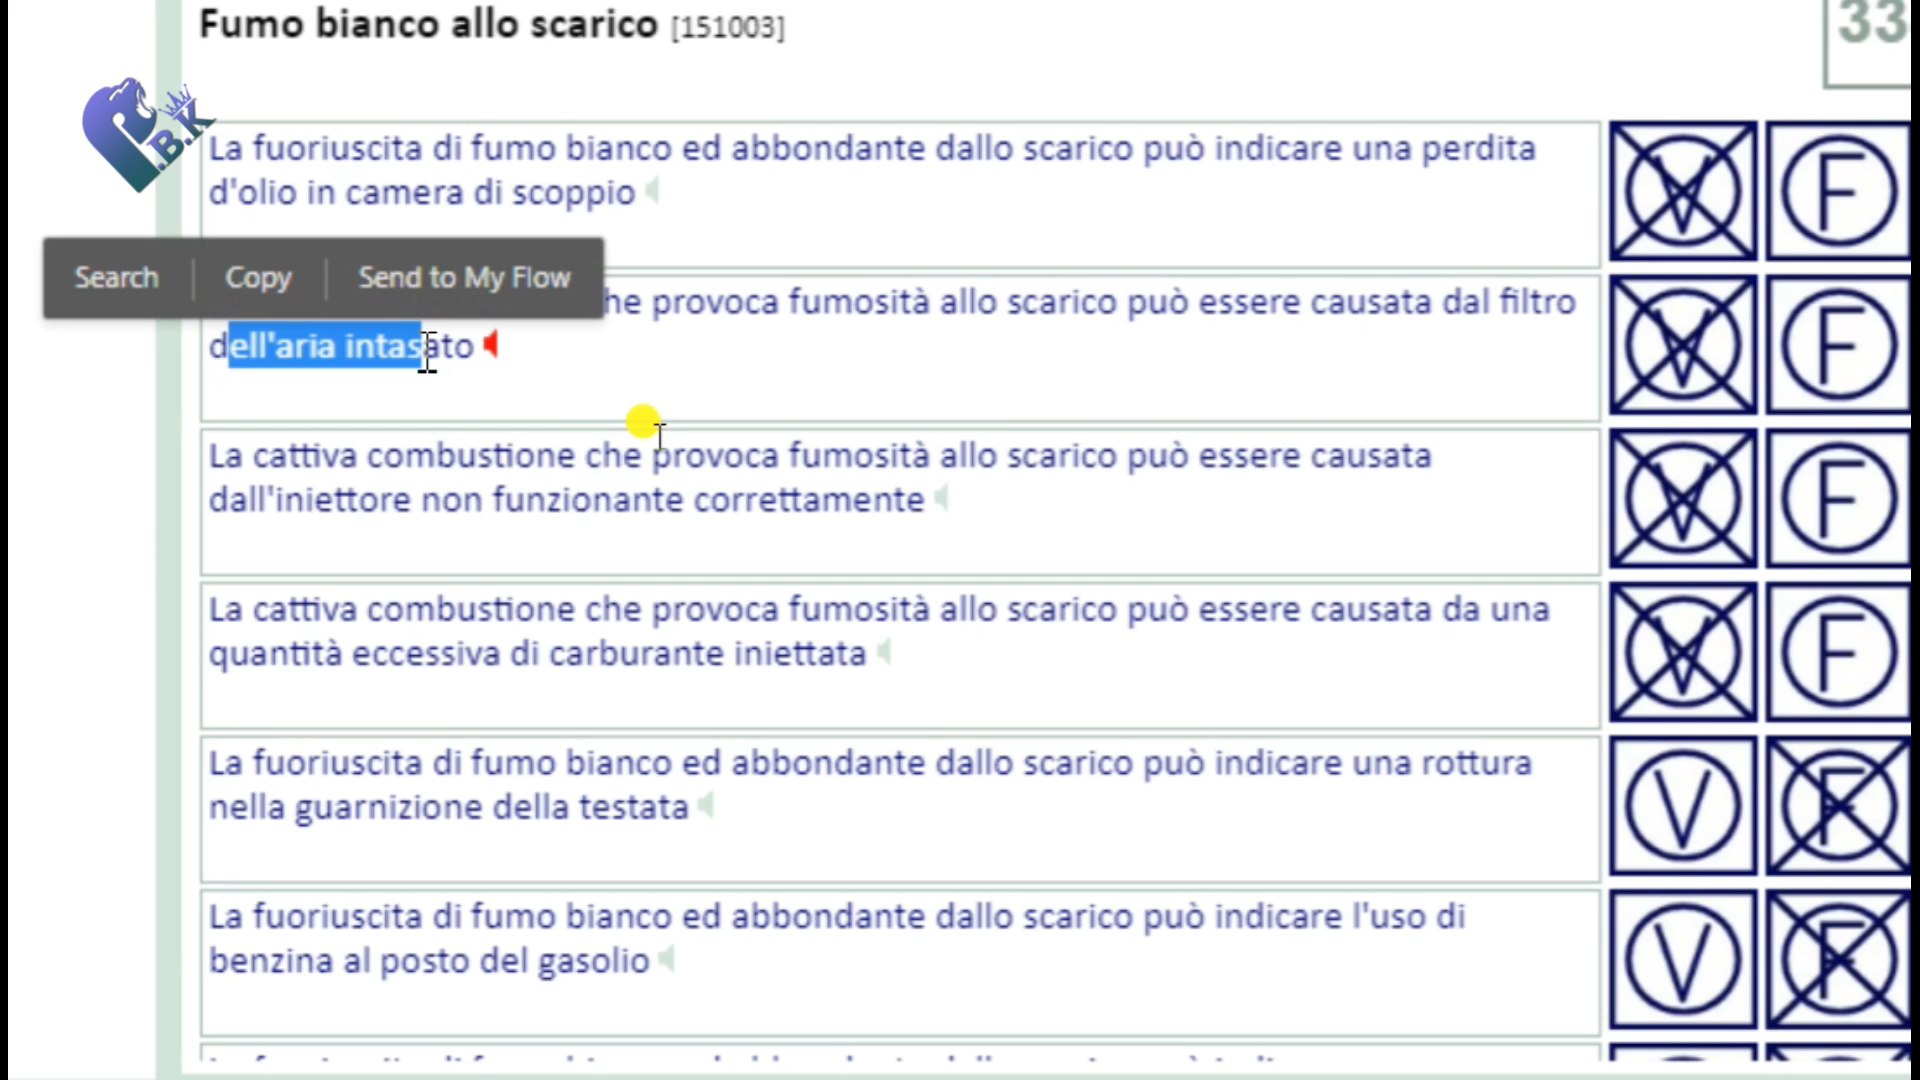 Fumo bianco allo scarico [151003]
33
B.K
La fuoriuscita di fumo bianco ed abbondante dallo scarico può indicare una perdita
d'olio in camera di scoppio
V F
Search Copy Send to My Flow
che provoca fumosità allo scarico può essere causata dal filtro
dell'aria intasato
V F
La cattiva combustione che provoca fumosità allo scarico può essere causata
dall'iniettore non funzionante correttamente
V F
La cattiva combustione che provoca fumosità allo scarico può essere causata da una
quantità eccessiva di carburante iniettata
V F
La fuoriuscita di fumo bianco ed abbondante dallo scarico può indicare una rottura
nella guarnizione della testata
V F
La fuoriuscita di fumo bianco ed abbondante dallo scarico può indicare l'uso di
benzina al posto del gasolio
V F